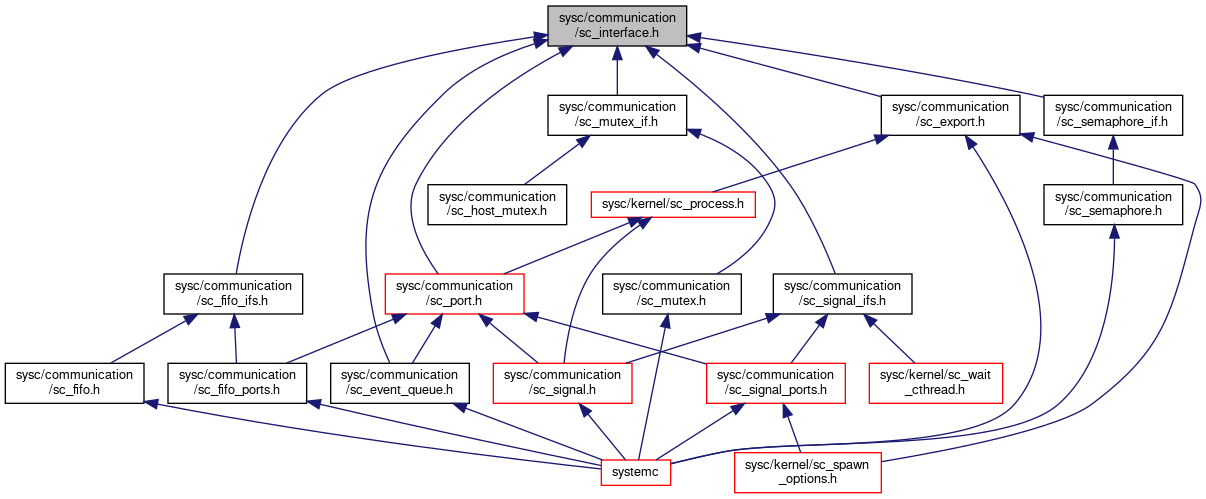 sysc/communication
/sc_interface.h
sysc/communication
/sc_mutex_if.h
sysc/communication
/sc_export.h
sysc/communication
/sc_semaphore_if.h
sysc/communication
/sc_host_mutex.h
sysc/kernel/sc_process.h
sysc/communication
/sc_semaphore.h
sysc/communication
/sc_fifo_ifs.h
sysc/communication
/sc_port.h
sysc/communication
/sc_mutex.h
sysc/communication
/sc_signal_ifs.h
sysc/communication
/sc_fifo.h
sysc/communication
/sc_fifo_ports.h
sysc/communication
/sc_event_queue.h
sysc/communication
/sc_signal.h
sysc/communication
/sc_signal_ports.h
sysc/kernel/sc_wait
_cthread.h
systemc
sysc/kernel/sc_spawn
_options.h